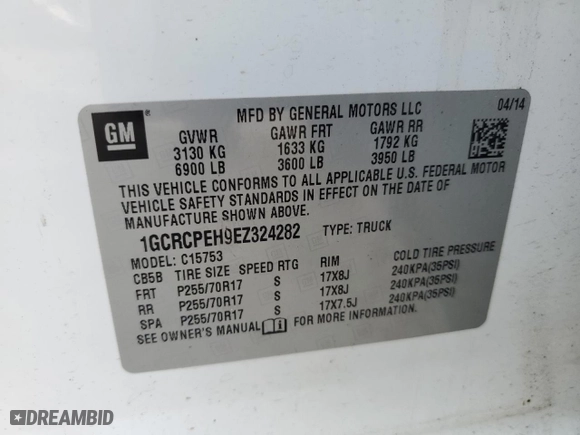 GM
®
MFD BY GENERAL MOTORS LLC
04/14
GVWR GAWR FRT GAWR RR
3130 KG 1633 KG 1792 KG
6900 LB 3600 LB 3950 LB
THIS VEHICLE CONFORMS TO ALL APPLICABLE U.S. FEDERAL MOTOR
VEHICLE SAFETY STANDARDS IN EFFECT ON THE DATE OF
MANUFACTURE SHOWN ABOVE.
1GCRCPEH9EZ324282 TYPE: TRUCK
MODEL: C15753
CB5B TIRE SIZE SPEED RTG RIM COLD TIRE PRESSURE
FRT P255/70R17 S 17X8J 240KPA(35PSI)
RR P255/70R17 S 17X8J 240KPA(35PSI)
SPA P255/70R17 S 17X7.5J 240KPA(35PSI)
SEE OWNER'S MANUAL FOR MORE INFORMATION.
DREAMBID